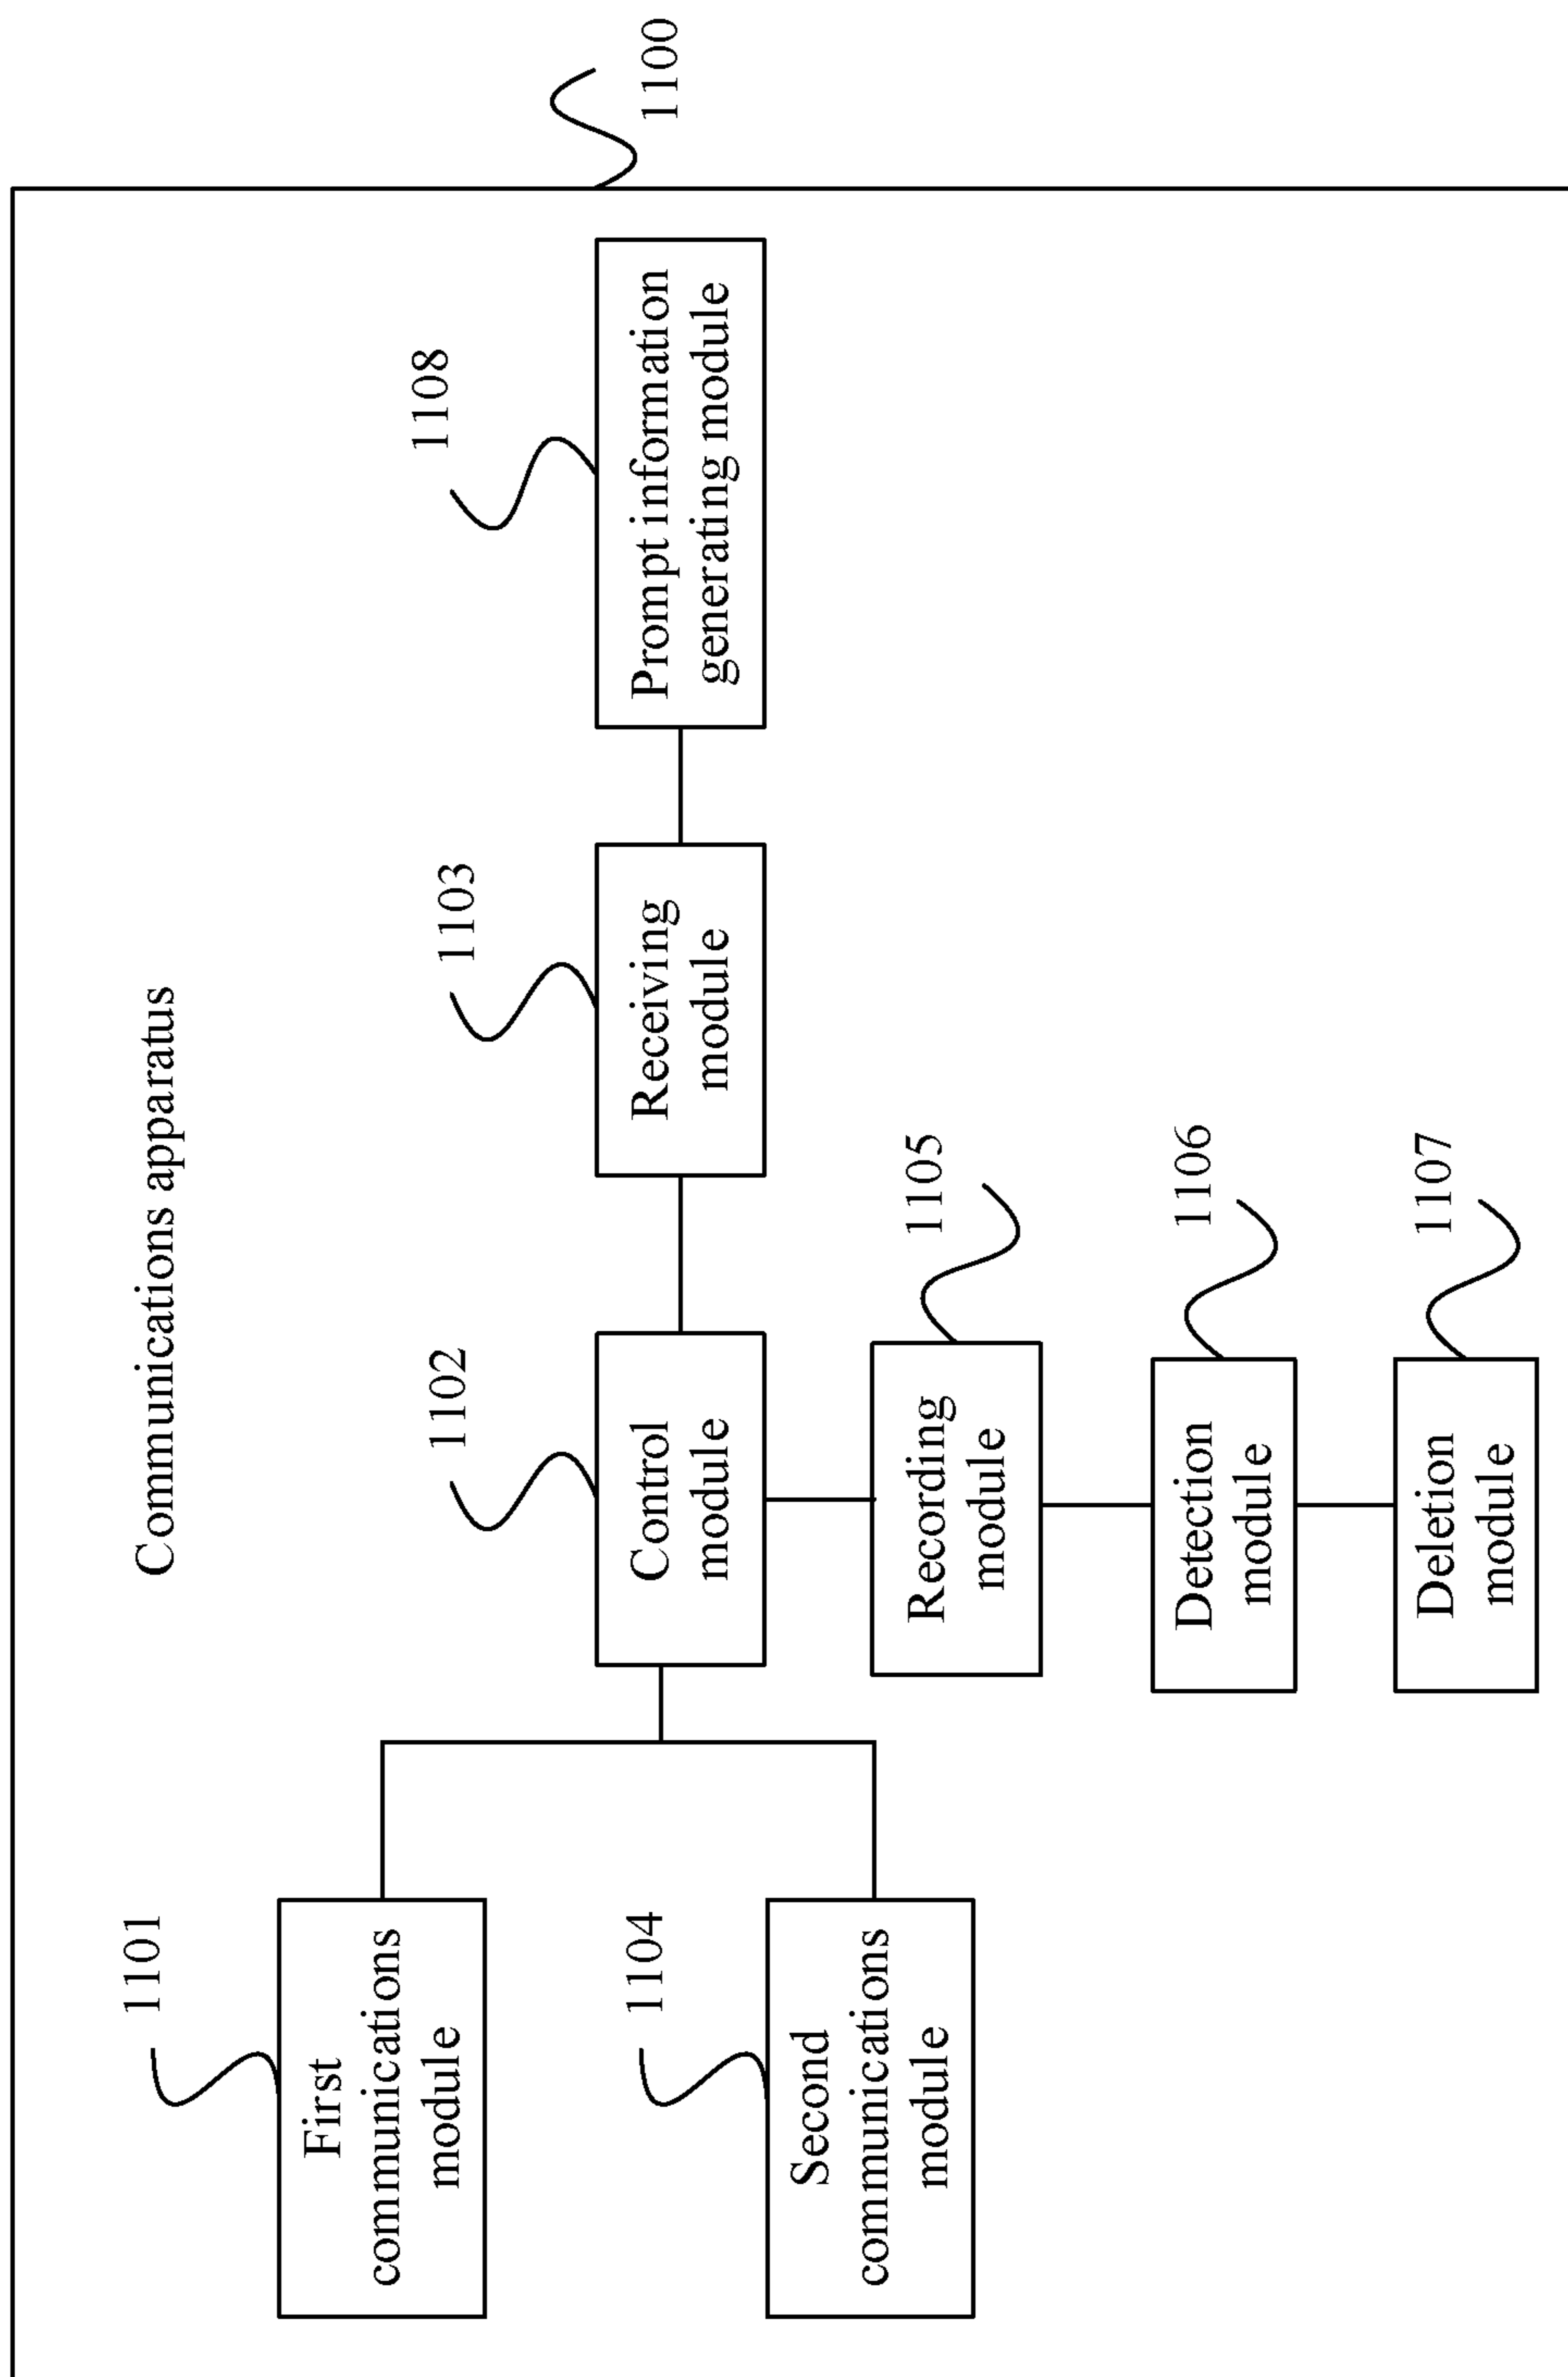 Communications apparatus
1100
1101
First
communications
module
1104
Second
communications
module
1102
Control
module
1103
Receiving
module
1108
Prompt information
generating module
1105
Recording
module
1106
Detection
module
1107
Deletion
module